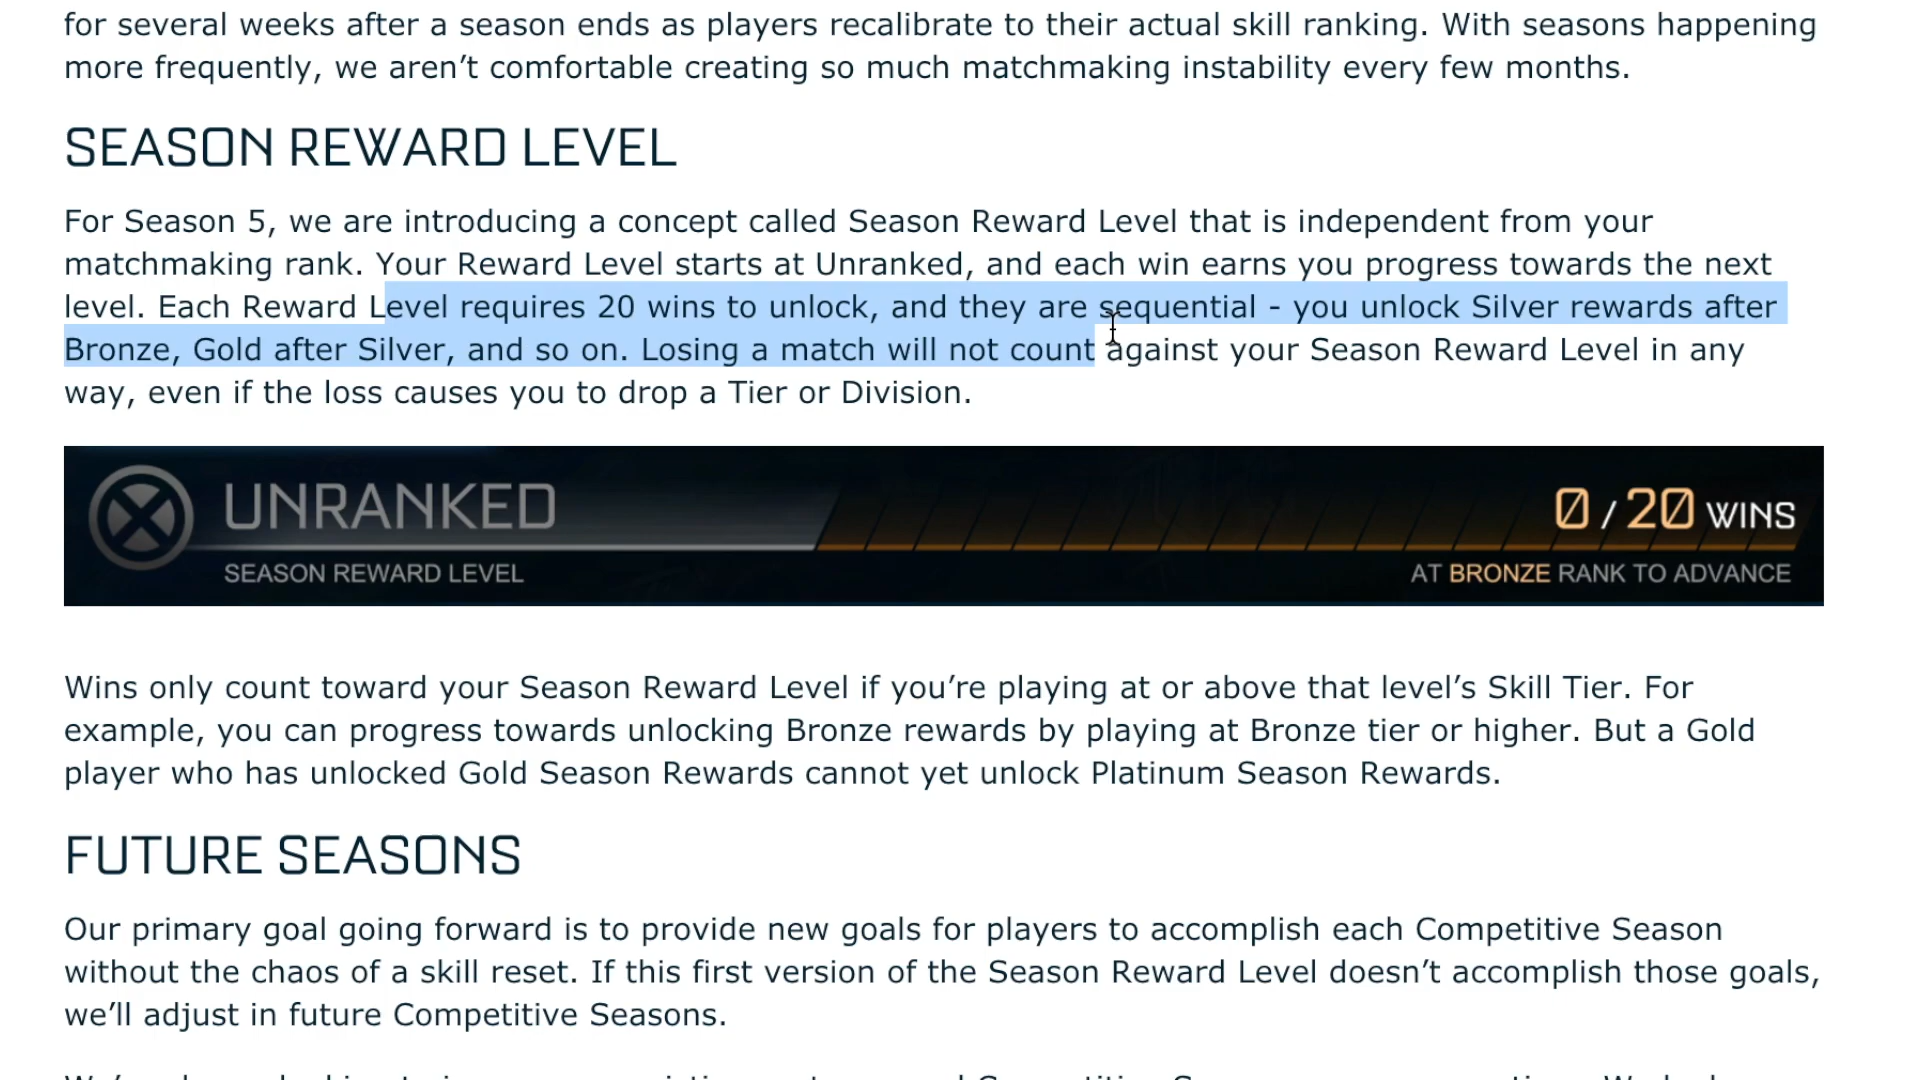 for several weeks after a season ends as players recalibrate to their actual skill ranking. With seasons happening
more frequently, we aren’t comfortable creating so much matchmaking instability every few months.
SEASON REWARD LEVEL
For Season 5, we are introducing a concept called Season Reward Level that is independent from your
matchmaking rank. Your Reward Level starts at Unranked, and each win earns you progress towards the next
level. Each Reward Level requires 20 wins to unlock, and they are sequential - you unlock Silver rewards after
Bronze, Gold after Silver, and so on. Losing a match will not count against your Season Reward Level in any
way, even if the loss causes you to drop a Tier or Division.
UNRANKED
SEASON REWARD LEVEL
0 / 20 WINS
AT BRONZE RANK TO ADVANCE
Wins only count toward your Season Reward Level if you’re playing at or above that level’s Skill Tier. For
example, you can progress towards unlocking Bronze rewards by playing at Bronze tier or higher. But a Gold
player who has unlocked Gold Season Rewards cannot yet unlock Platinum Season Rewards.
FUTURE SEASONS
Our primary goal going forward is to provide new goals for players to accomplish each Competitive Season
without the chaos of a skill reset. If this first version of the Season Reward Level doesn’t accomplish those goals,
we’ll adjust in future Competitive Seasons.